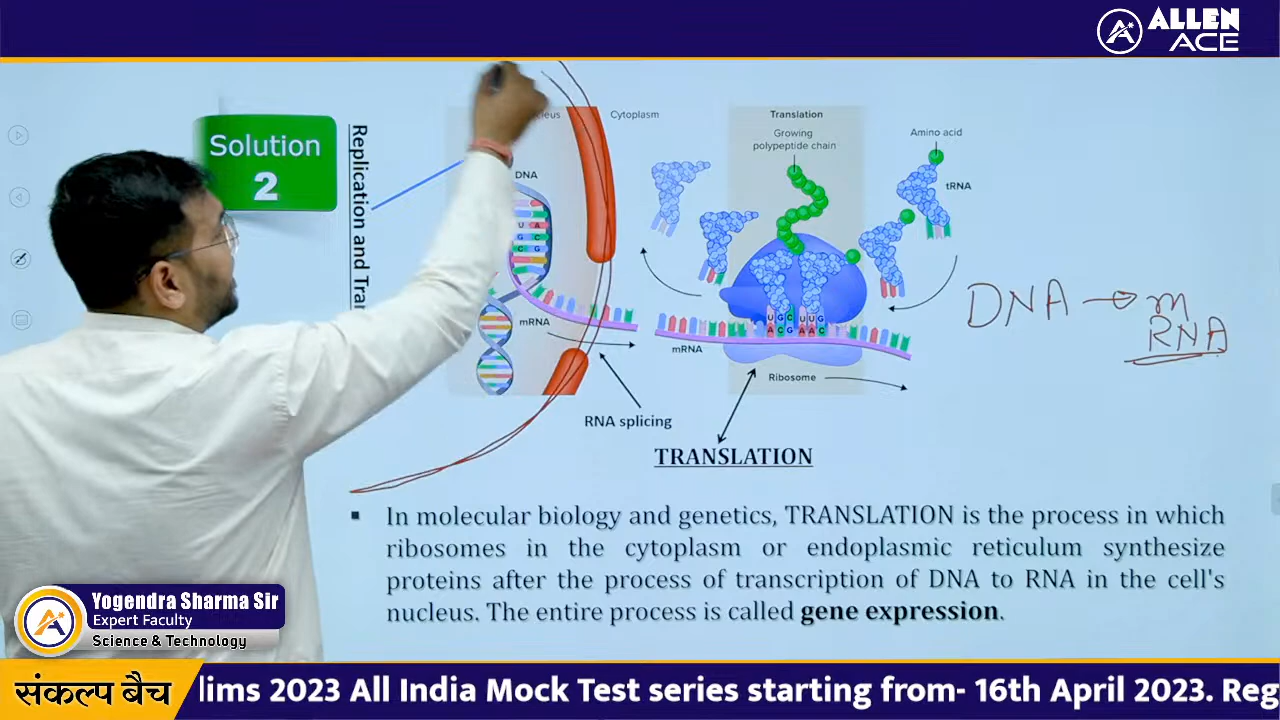 ALLEN
ACE
Solution
2
Replication and
Cytoplasm
Translation
Growing
polypeptide chain
Amino acid
tRNA
DNA
U A
G C
C G
mRNA
mRNA
U G C U U G
A C G A A C
Ribosome
RNA splicing
TRANSLATION
DNA → m
RNA
▪ In molecular biology and genetics, TRANSLATION is the process in which
ribosomes in the cytoplasm or endoplasmic reticulum synthesize
proteins after the process of transcription of DNA to RNA in the cell's
nucleus. The entire process is called gene expression.
Yogendra Sharma Sir
Expert Faculty
Science & Technology
संकल्प बैच
lims 2023 All India Mock Test series starting from- 16th April 2023. Reg